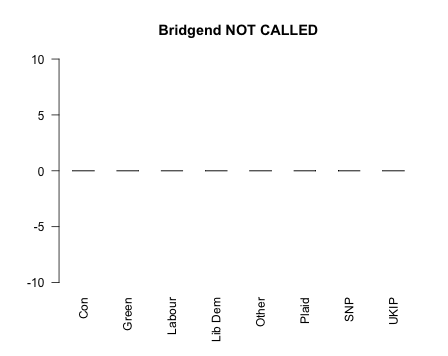 Bridgend NOT CALLED
10
5
0
-5
-10
Con
Green
Labour
Lib Dem
Other
Plaid
SNP
UKIP